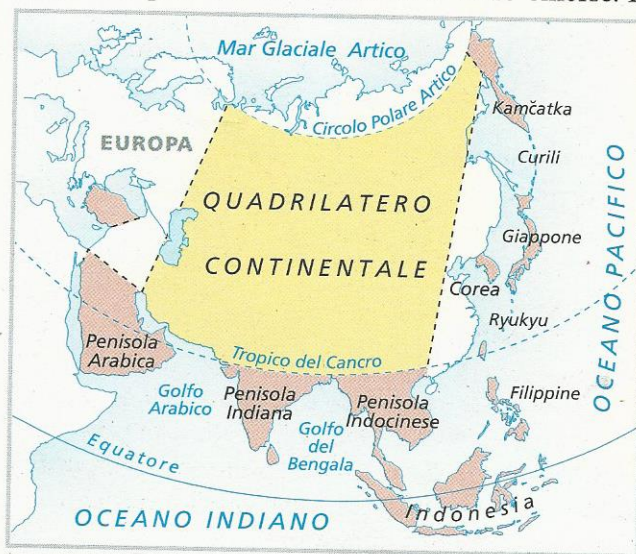 Mar Glaciale Artico
Circolo Polare Artico
EUROPA
Kamčatka
Curili
QUADRILATERO
CONTINENTALE
OCEANO PACIFICO
Giappone
Corea
Ryukyu
Penisola
Arabica
Tropico del Cancro
Golfo
Arabico
Penisola
Indiana
Golfo
del
Bengala
Penisola
Indocinese
Filippine
Equatore
Indonesia
OCEANO INDIANO